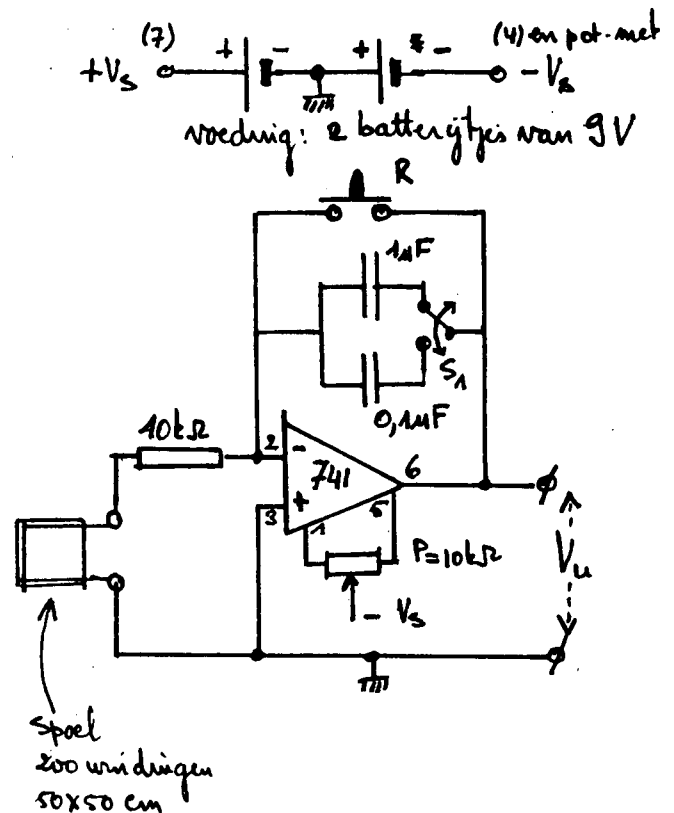 (7) + - + - (4) en pot-met
+Vs -Vs
voeding: 2 batterijtjes van 9V
R
1µF
S1
0,1µF
10kΩ
2 - 741 6
3 + 1 5
P=10kΩ
Vu
- Vs
Spoel
200 windingen
50x50 cm